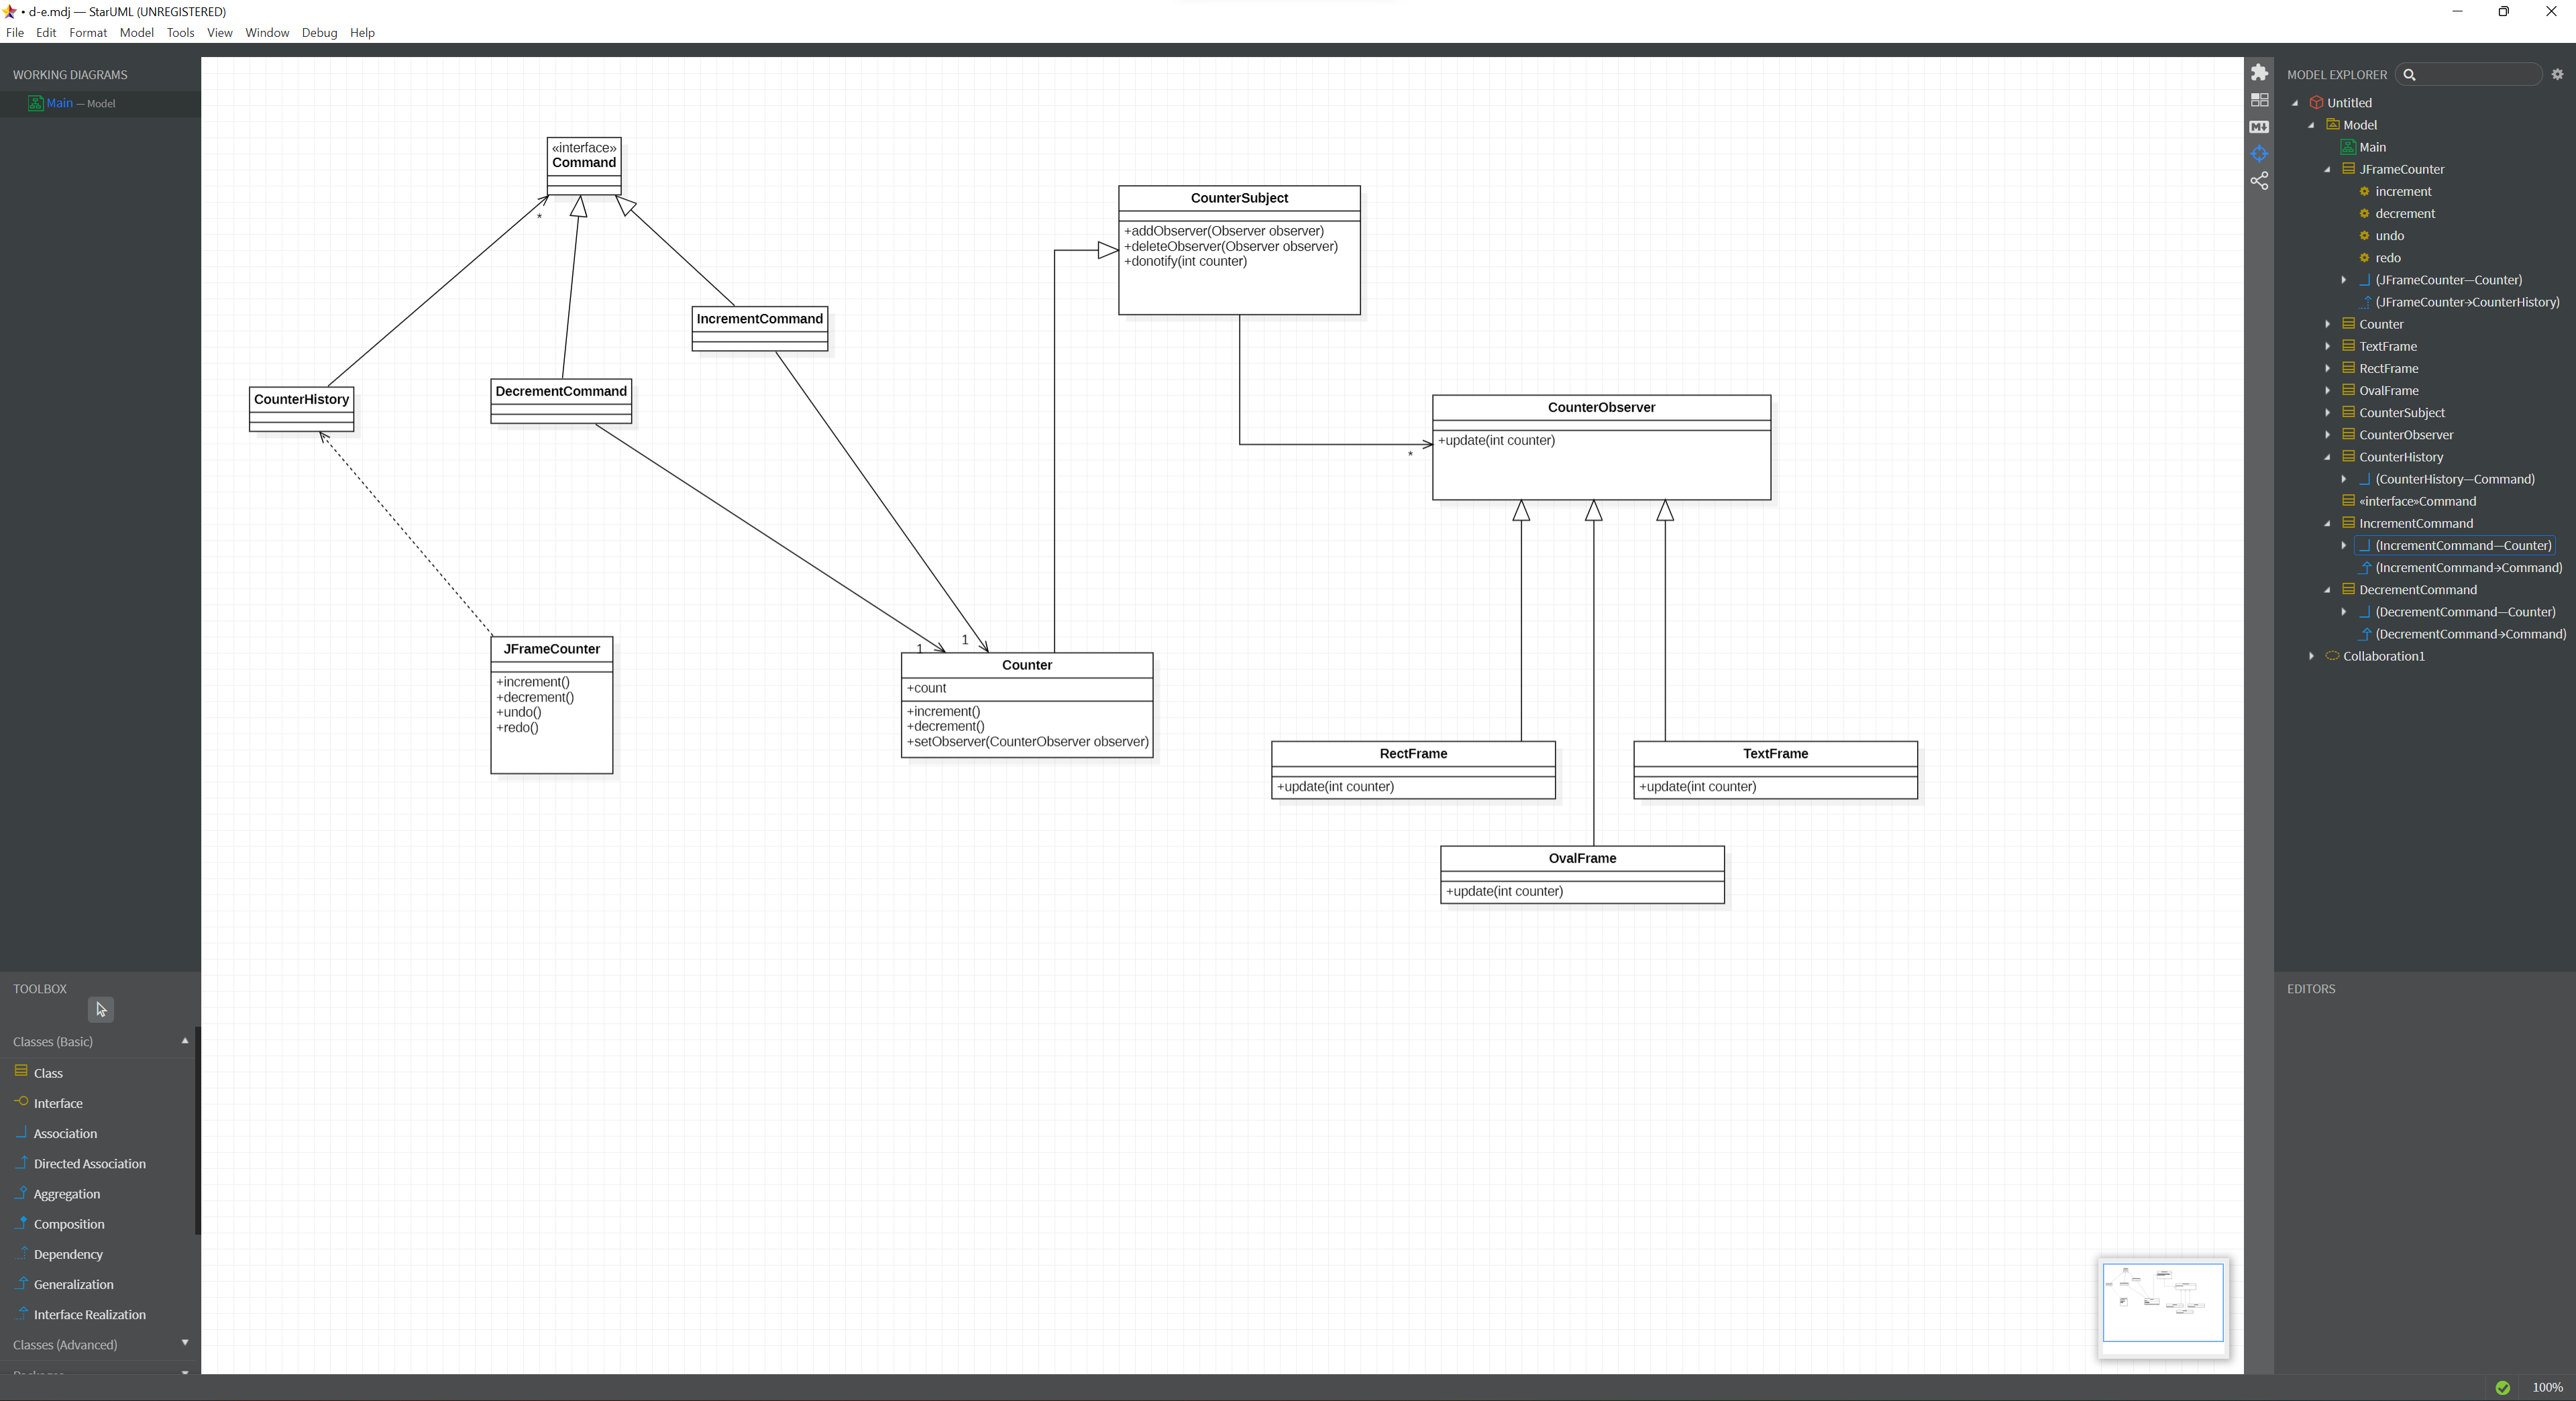 • d-e.mdj — StarUML (UNREGISTERED)
File Edit Format Model Tools View Window Debug Help
WORKING DIAGRAMS
Main — Model
TOOLBOX
Classes (Basic)
Class
Interface
Association
Directed Association
Aggregation
Composition
Dependency
Generalization
Interface Realization
Classes (Advanced)
«interface»
Command
*
IncrementCommand
CounterHistory
DecrementCommand
JFrameCounter
+increment()
+decrement()
+undo()
+redo()
1
1
Counter
+count
+increment()
+decrement()
+setObserver(CounterObserver observer)
CounterSubject
+addObserver(Observer observer)
+deleteObserver(Observer observer)
+donotify(int counter)
CounterObserver
+update(int counter)
*
RectFrame
+update(int counter)
TextFrame
+update(int counter)
OvalFrame
+update(int counter)
MODEL EXPLORER
Untitled
Model
Main
JFrameCounter
increment
decrement
undo
redo
(JFrameCounter—Counter)
(JFrameCounter→CounterHistory)
Counter
TextFrame
RectFrame
OvalFrame
CounterSubject
CounterObserver
CounterHistory
(CounterHistory—Command)
«interface»Command
IncrementCommand
(IncrementCommand—Counter)
(IncrementCommand→Command)
DecrementCommand
(DecrementCommand—Counter)
(DecrementCommand→Command)
Collaboration1
EDITORS
100%